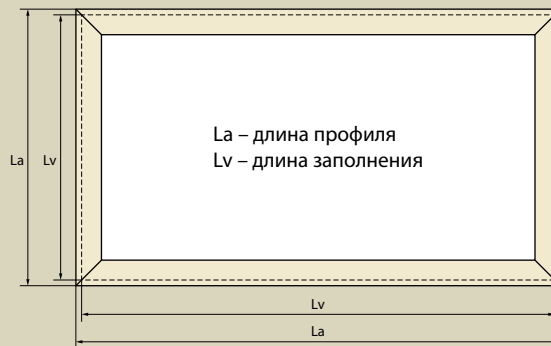 La – длина профиля
Lv – длина заполнения
La
Lv
Lv
La